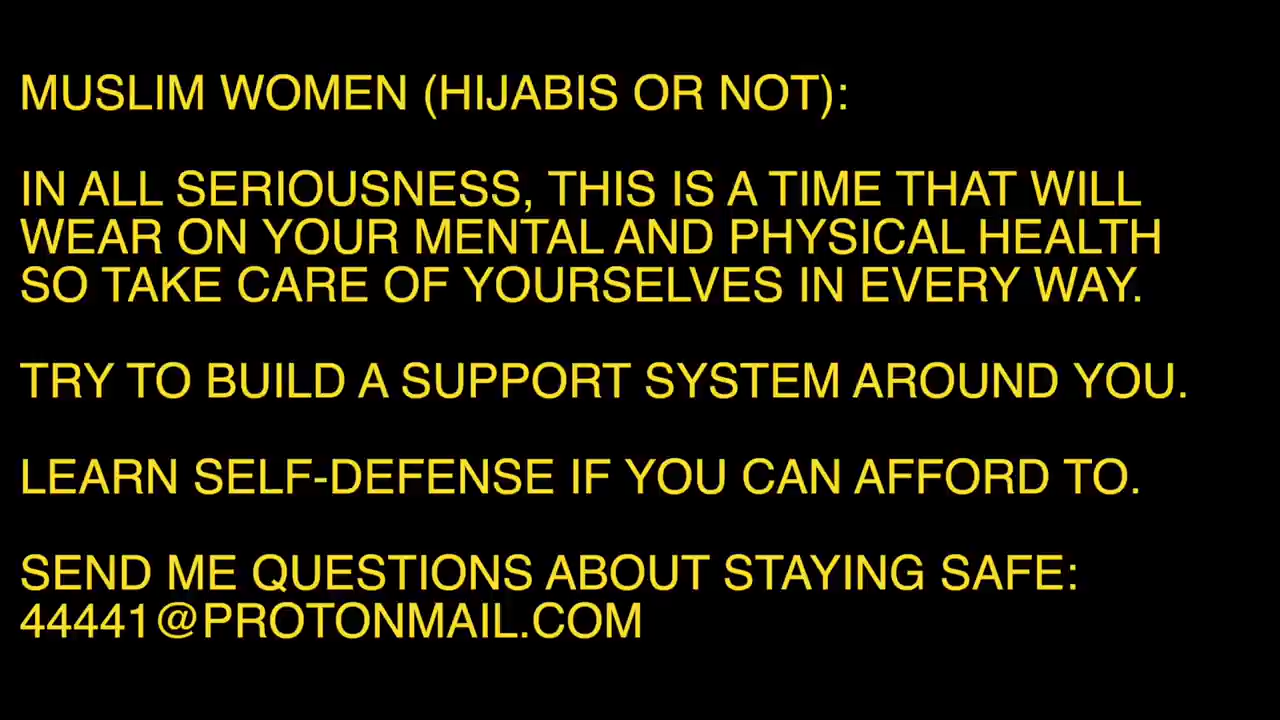 MUSLIM WOMEN (HIJABIS OR NOT):
IN ALL SERIOUSNESS, THIS IS A TIME THAT WILL
WEAR ON YOUR MENTAL AND PHYSICAL HEALTH
SO TAKE CARE OF YOURSELVES IN EVERY WAY.
TRY TO BUILD A SUPPORT SYSTEM AROUND YOU.
LEARN SELF-DEFENSE IF YOU CAN AFFORD TO.
SEND ME QUESTIONS ABOUT STAYING SAFE:
44441@PROTONMAIL.COM